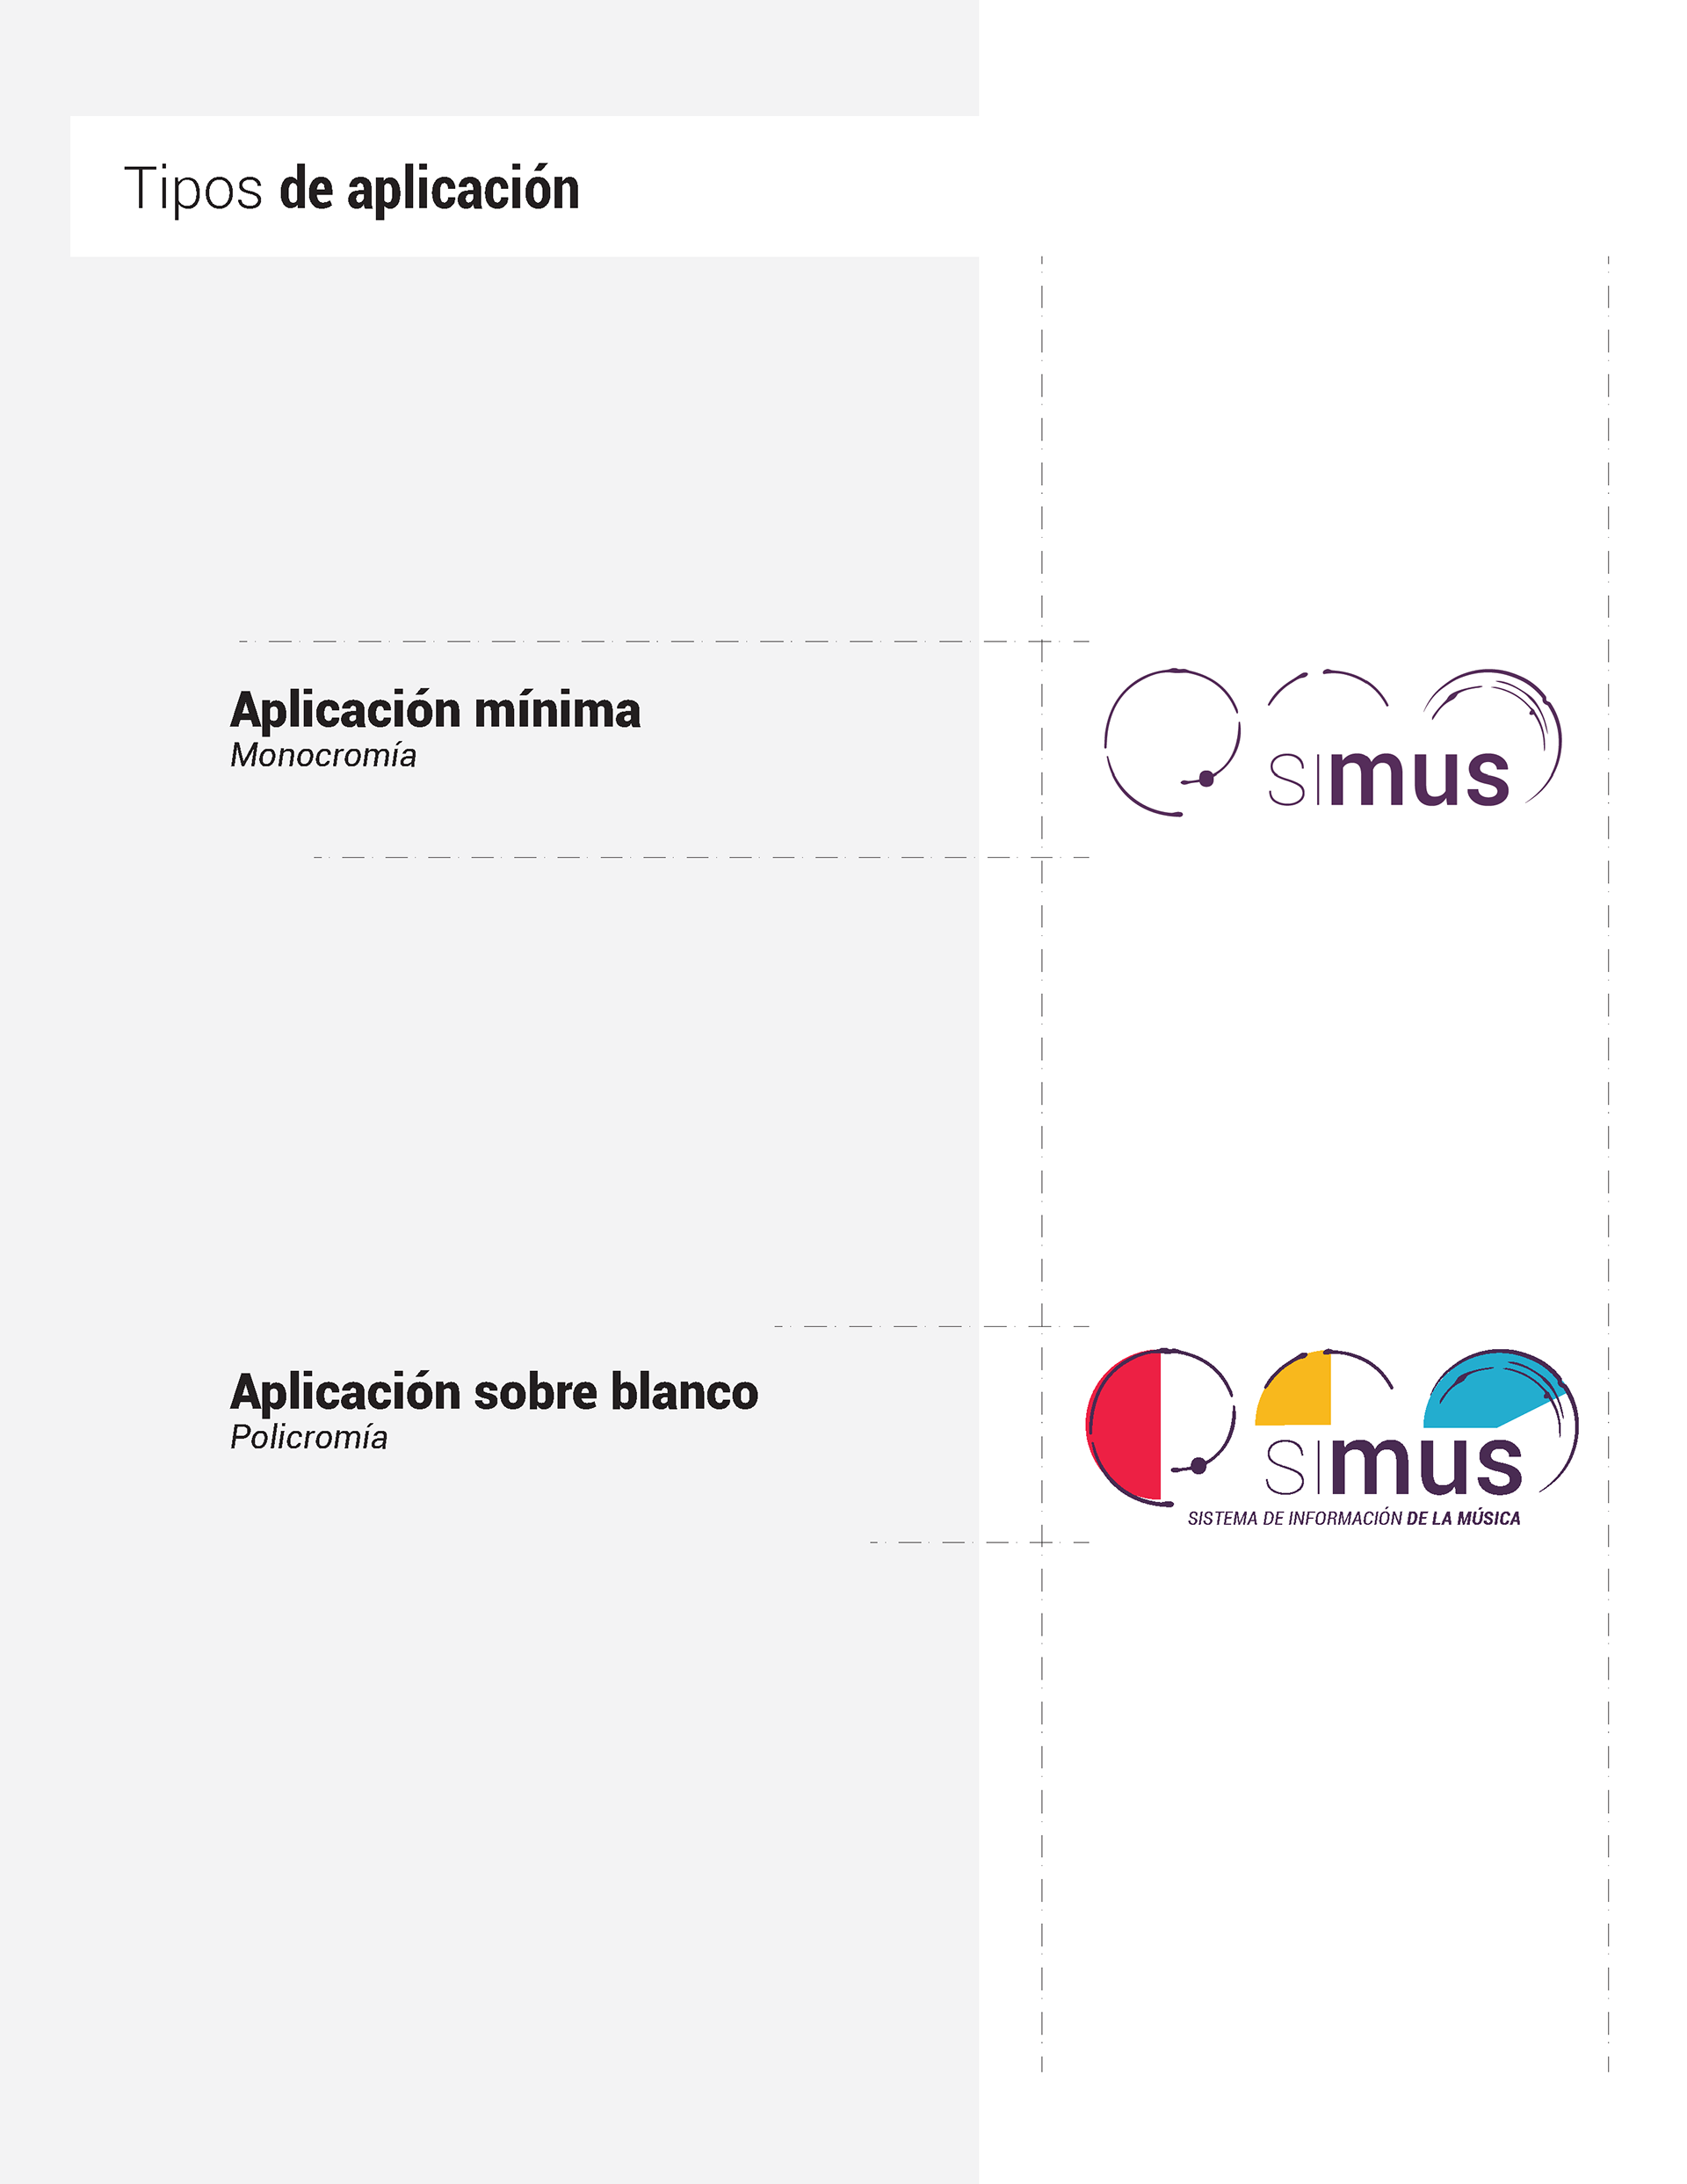 Tipos de aplicación
Aplicación mínima
Monocromía
SImus
Aplicación sobre blanco
Policromía
SImus
SISTEMA DE INFORMACIÓN DE LA MÚSICA